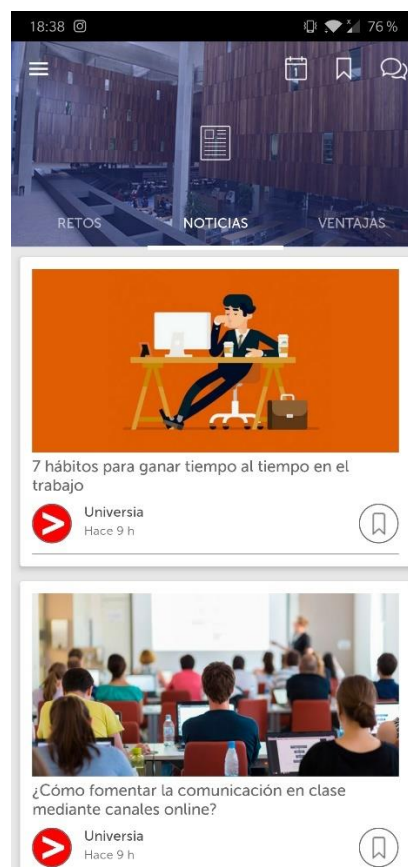 18:38 76 %
1
RETOS NOTICIAS VENTAJAS
7 hábitos para ganar tiempo al tiempo en el
trabajo
Universia
Hace 9 h
¿Cómo fomentar la comunicación en clase
mediante canales online?
Universia
Hace 9 h